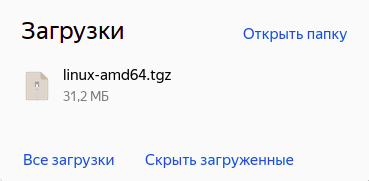 Загрузки
Открыть папку
linux-amd64.tgz
31,2 МБ
Все загрузки
Скрыть загруженные